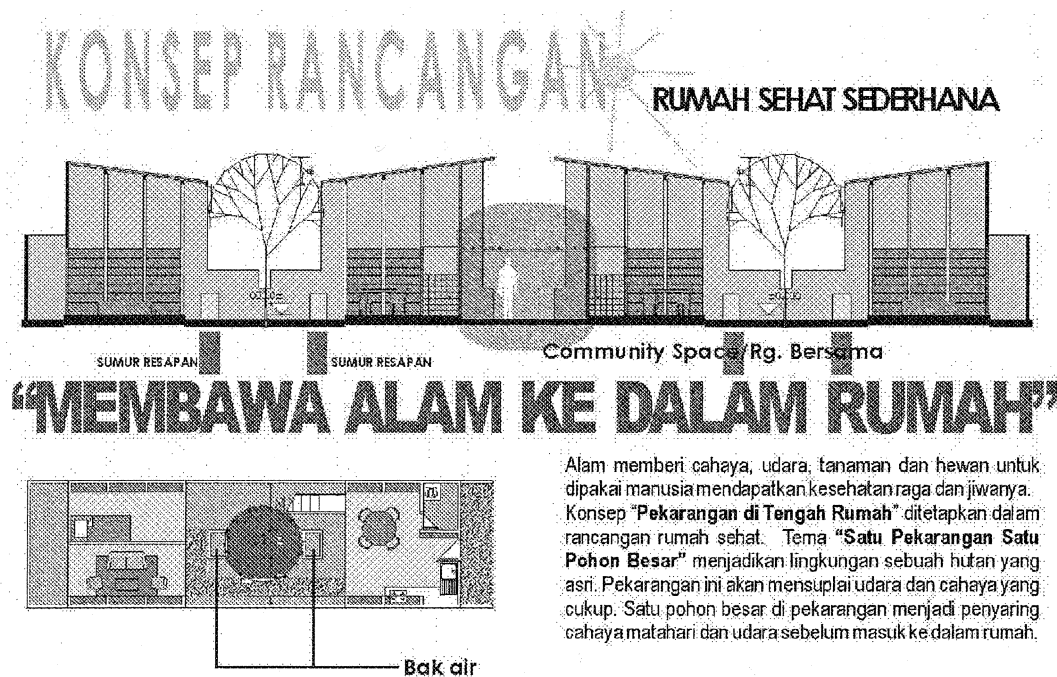 KONSEP RANCANGAN
RUMAH SEHAT SEDERHANA
SUMUR RESAPAN
SUMUR RESAPAN
Community Space/Rg. Bersama
“MEMBAWA ALAM KE DALAM RUMAH”
Alam memberi cahaya, udara, tanaman dan hewan untuk
dipakai manusia mendapatkan kesehatan raga dan jiwanya.
Konsep “Pekarangan di Tengah Rumah” ditetapkan dalam
rancangan rumah sehat. Tema “Satu Pekarangan Satu
Pohon Besar” menjadikan lingkungan sebuah hutan yang
asri. Pekarangan ini akan mensuplai udara dan cahaya yang
cukup. Satu pohon besar di pekarangan menjadi penyaring
cahaya matahari dan udara sebelum masuk ke dalam rumah.
Bak air